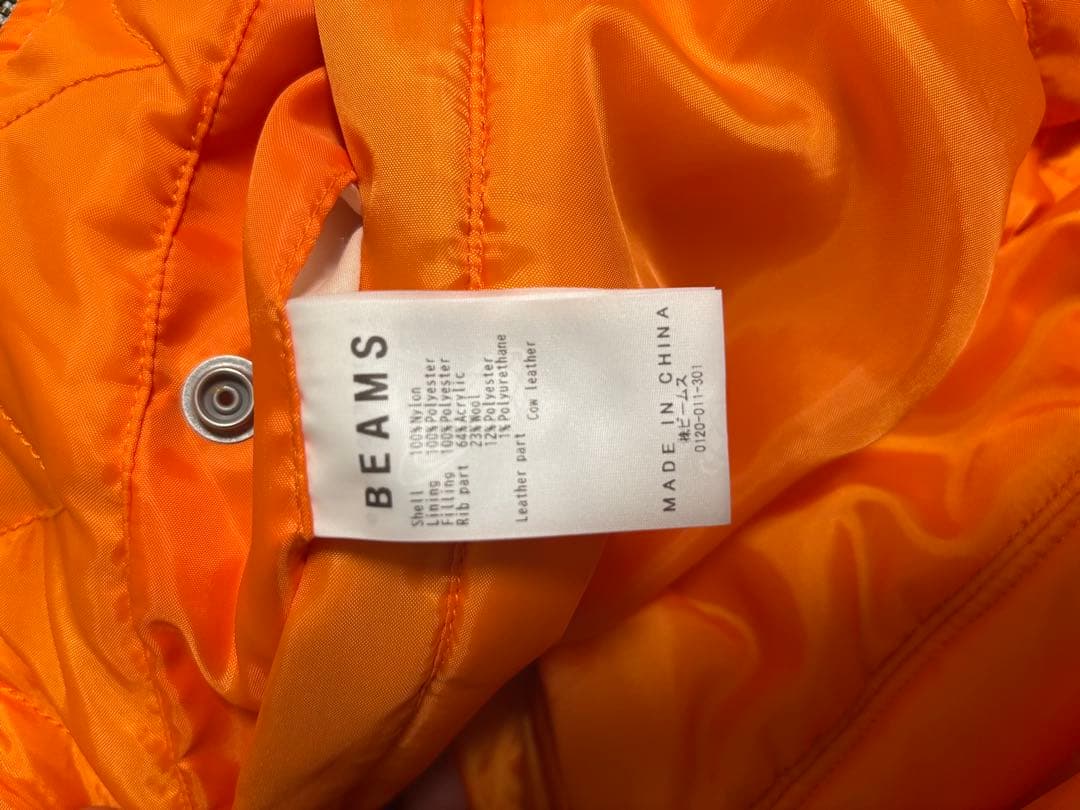 BEAMS
Shell 100% Nylon
Lining 100% Polyester
Filling 100% Polyester
Rib part 64% Acrylic
23% Wool
12% Polyester
1% Polyurethane
Leather part Cow leather
MADE IN CHINA
㈱ビームス
0120-011-301